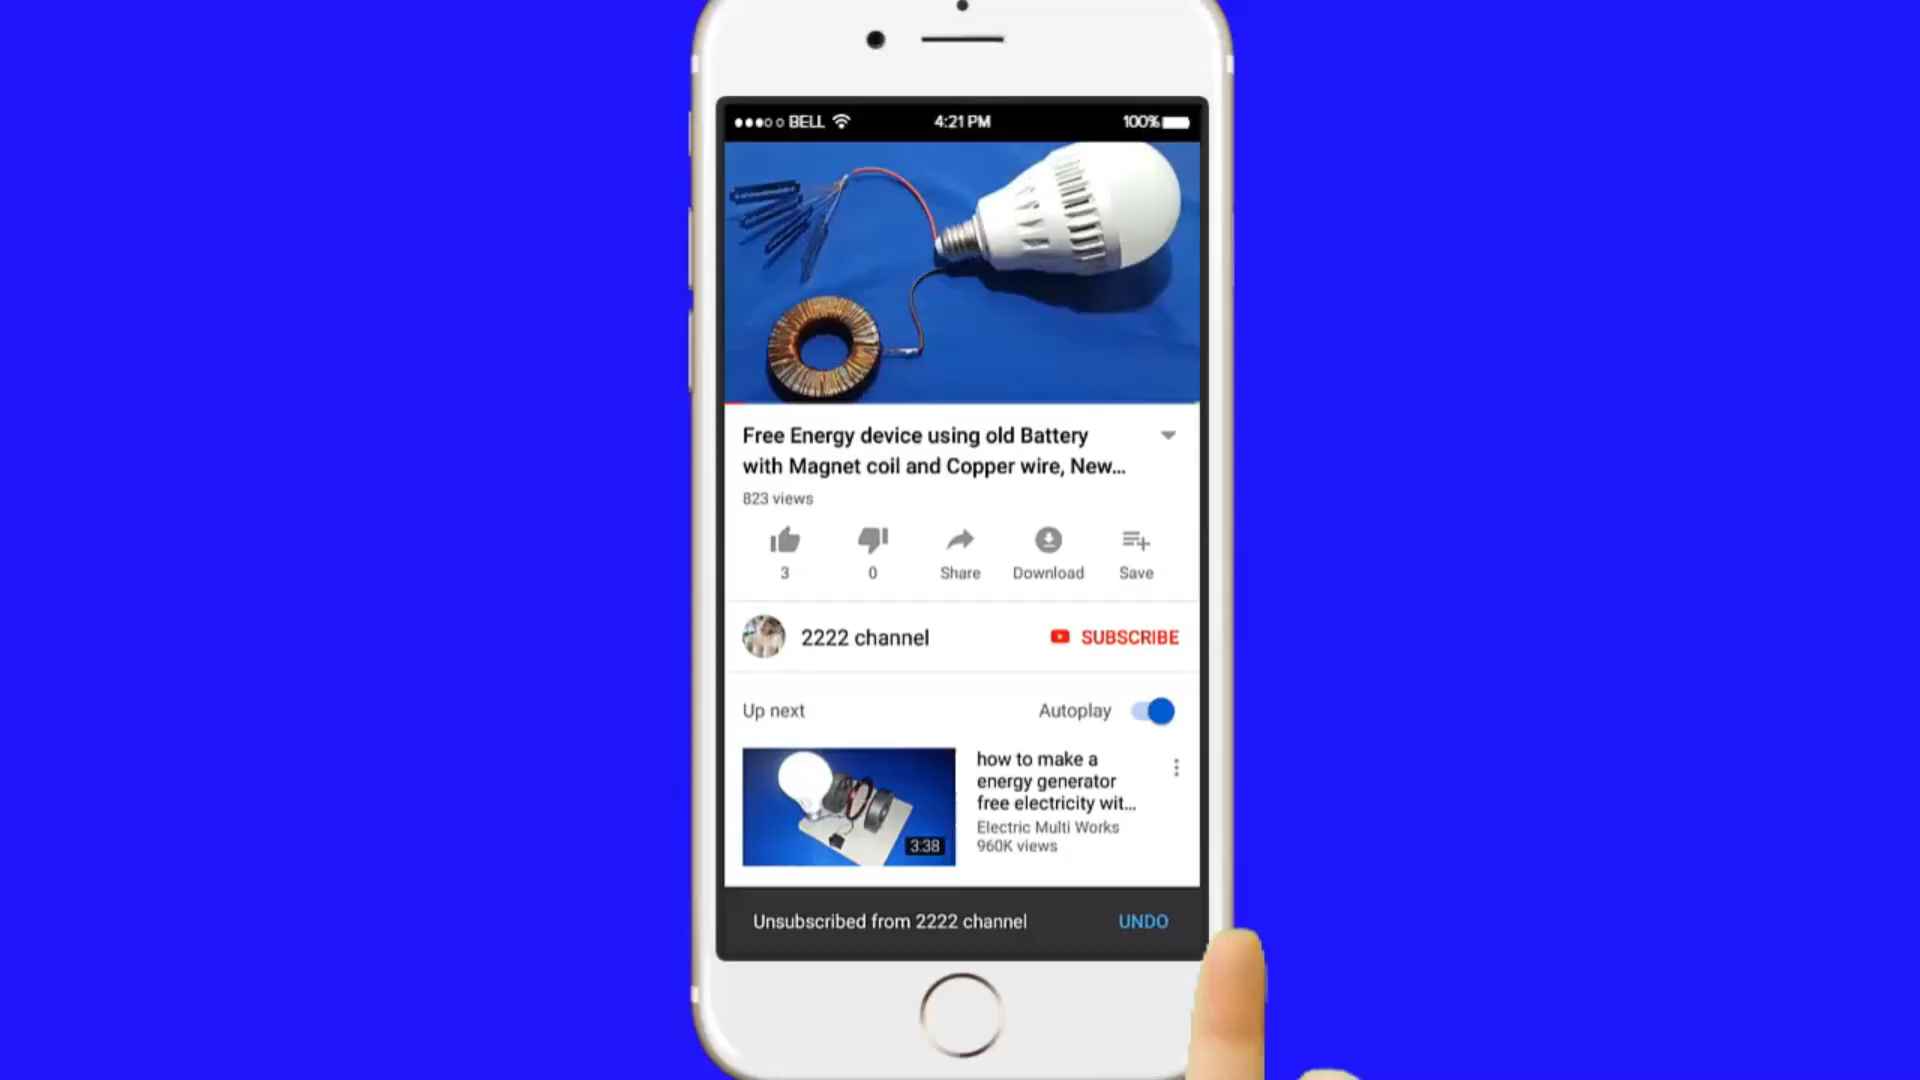 BELL 4:21 PM 100%
Free Energy device using old Battery
with Magnet coil and Copper wire, New...
823 views
3 0 Share Download Save
2222 channel SUBSCRIBE
Up next Autoplay
how to make a
energy generator
free electricity wit...
Electric Multi Works
960K views
3:38
Unsubscribed from 2222 channel UNDO